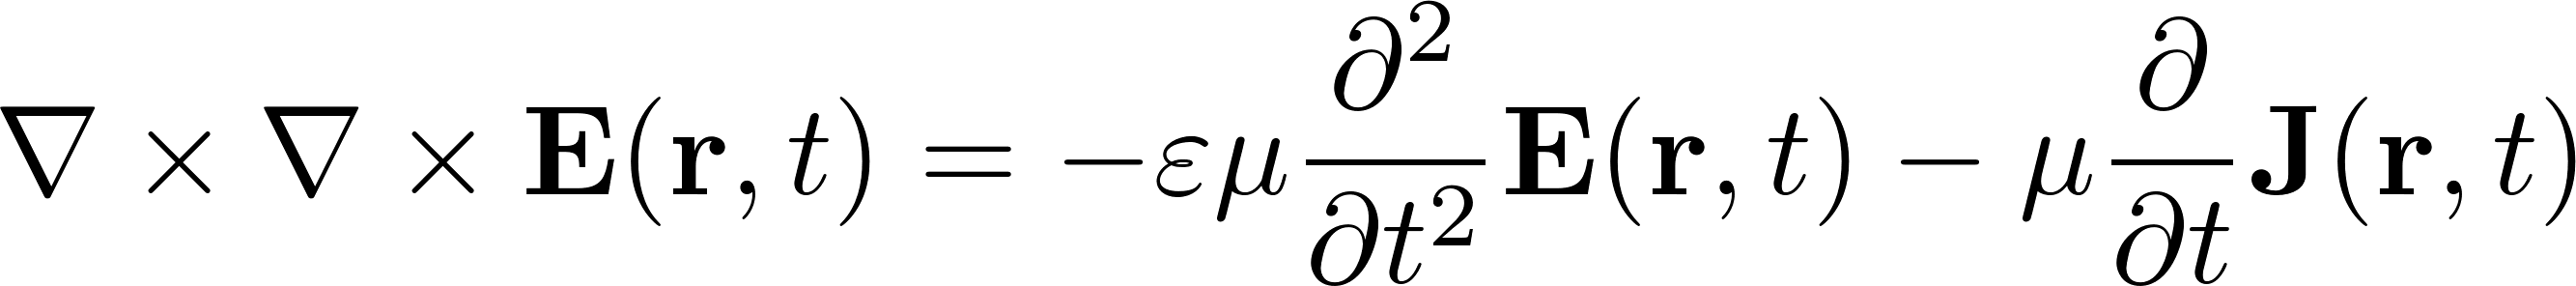 ∇ × ∇ × 𝐄(𝐫, t) = −εμ ∂²/∂t² 𝐄(𝐫, t) − μ ∂/∂t 𝐉(𝐫, t)